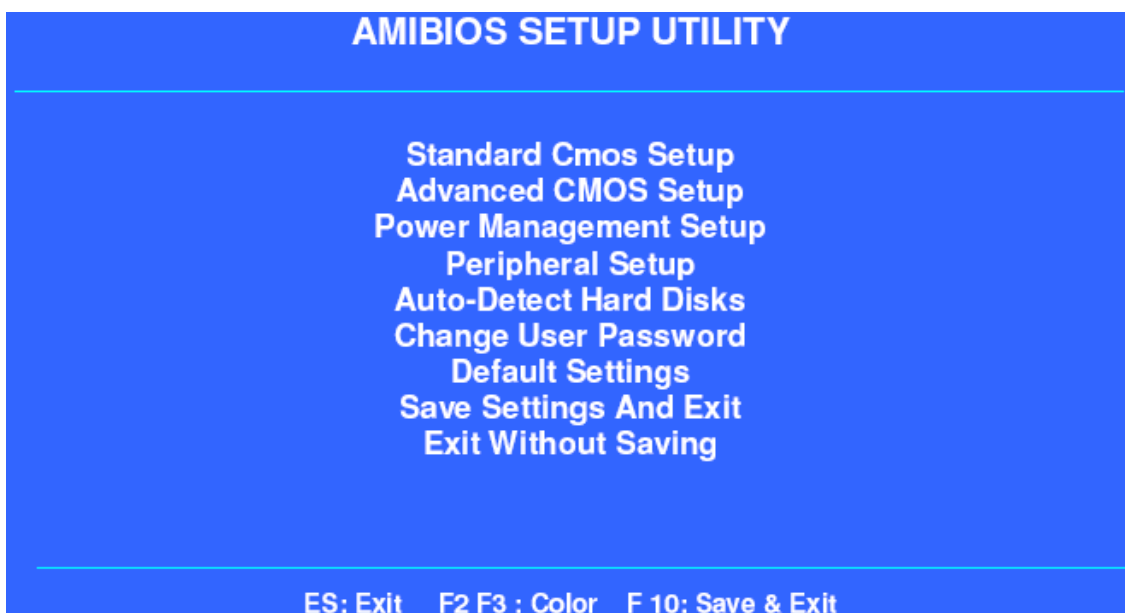 AMIBIOS SETUP UTILITY
Standard Cmos Setup
Advanced CMOS Setup
Power Management Setup
Peripheral Setup
Auto-Detect Hard Disks
Change User Password
Default Settings
Save Settings And Exit
Exit Without Saving
ES: Exit F2 F3 : Color F 10: Save & Exit